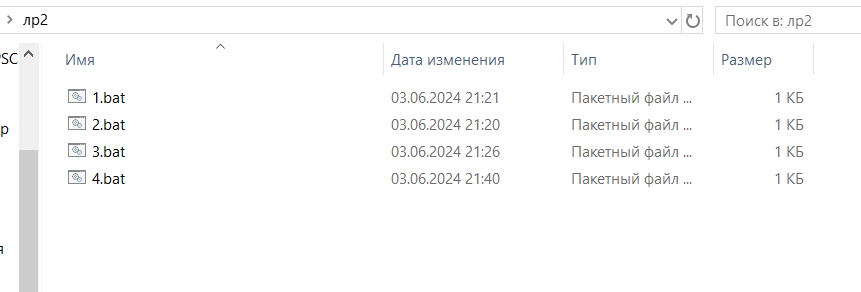 лр2
Поиск в: лр2
PSC
Имя
Дата изменения
Тип
Размер
1.bat
03.06.2024 21:21
Пакетный файл ...
1 КБ
2.bat
03.06.2024 21:20
Пакетный файл ...
1 КБ
р
3.bat
03.06.2024 21:26
Пакетный файл ...
1 КБ
4.bat
03.06.2024 21:40
Пакетный файл ...
1 КБ
я